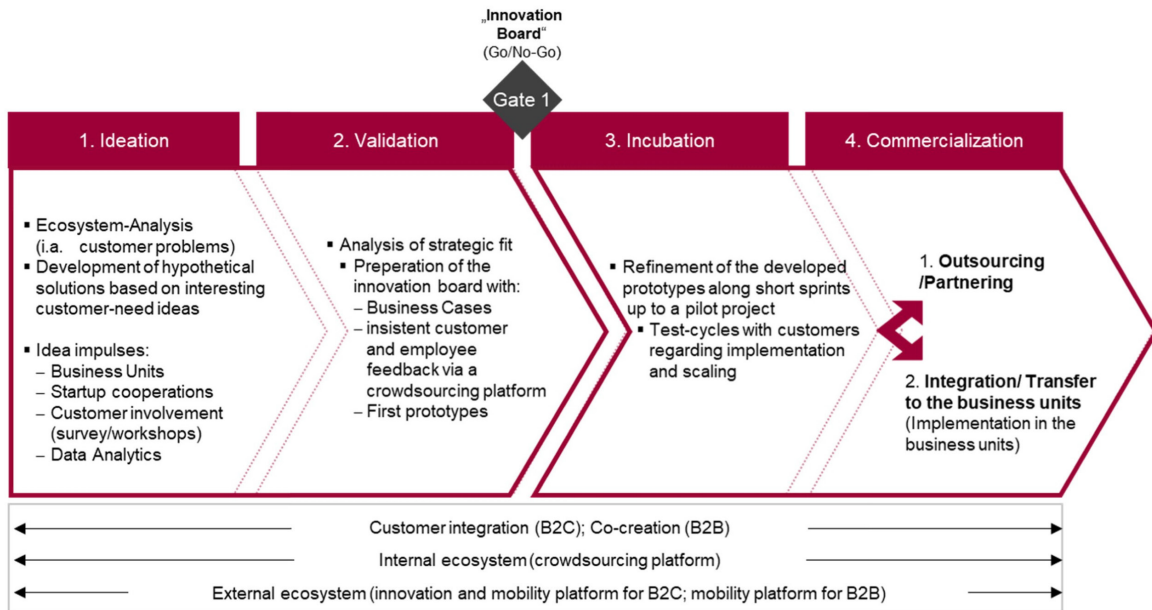 „Innovation
Board“
(Go/No-Go)
Gate 1
1. Ideation
2. Validation
3. Incubation
4. Commercialization
▪ Ecosystem-Analysis
(i.a. customer problems)
▪ Development of hypothetical
solutions based on interesting
customer-need ideas
▪ Idea impulses:
– Business Units
– Startup cooperations
– Customer involvement
(survey/workshops)
– Data Analytics
▪ Analysis of strategic fit
▪ Preperation of the
innovation board with:
– Business Cases
– insistent customer
and employee
feedback via a
crowdsourcing platform
– First prototypes
▪ Refinement of the developed
prototypes along short sprints
up to a pilot project
▪ Test-cycles with customers
regarding implementation
and scaling
1. Outsourcing
/Partnering
2. Integration/ Transfer
to the business units
(Implementation in the
business units)
Customer integration (B2C); Co-creation (B2B)
Internal ecosystem (crowdsourcing platform)
External ecosystem (innovation and mobility platform for B2C; mobility platform for B2B)